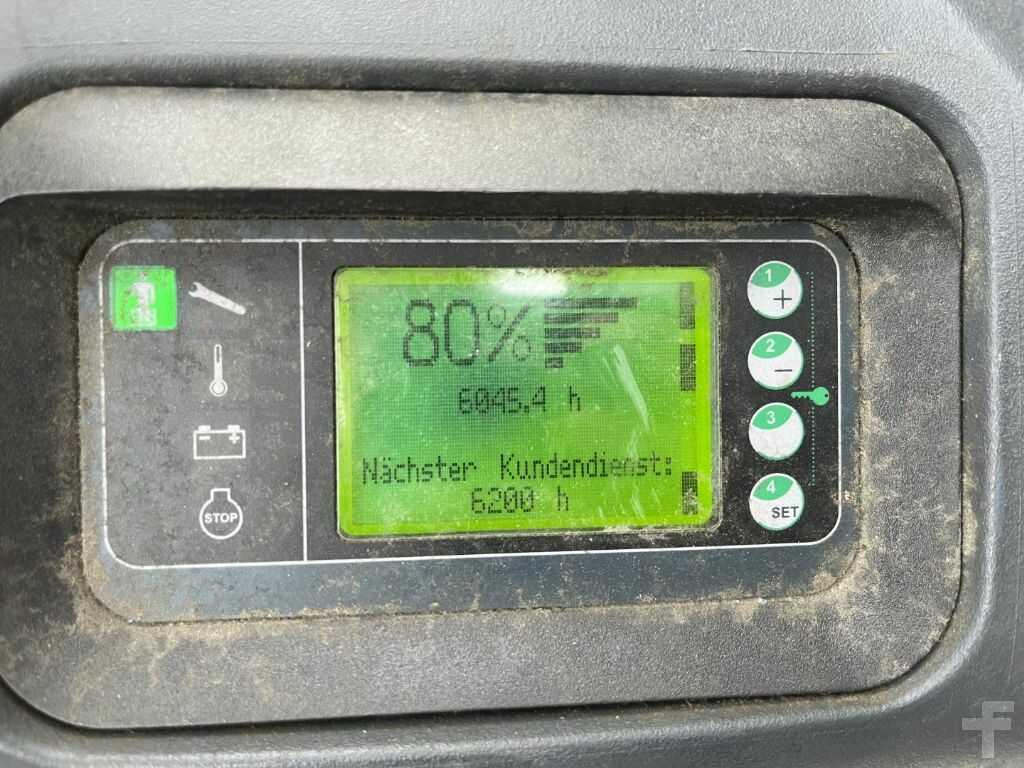 80%
6045.4 h
Nächster Kundendienst:
6200 h
STOP
1
+
2
−
3
4
SET